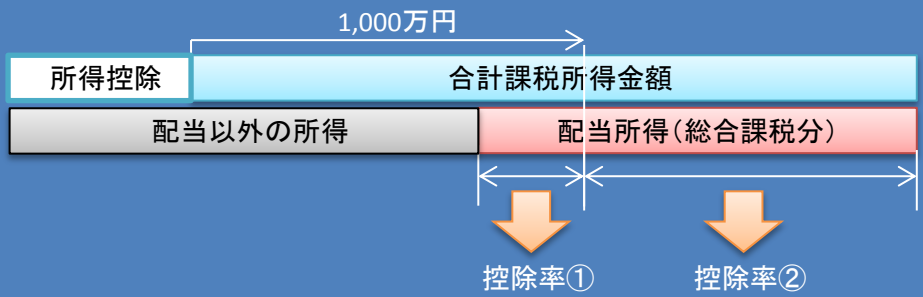 1,000万円
所得控除
合計課税所得金額
配当以外の所得
配当所得(総合課税分)
控除率①
控除率②